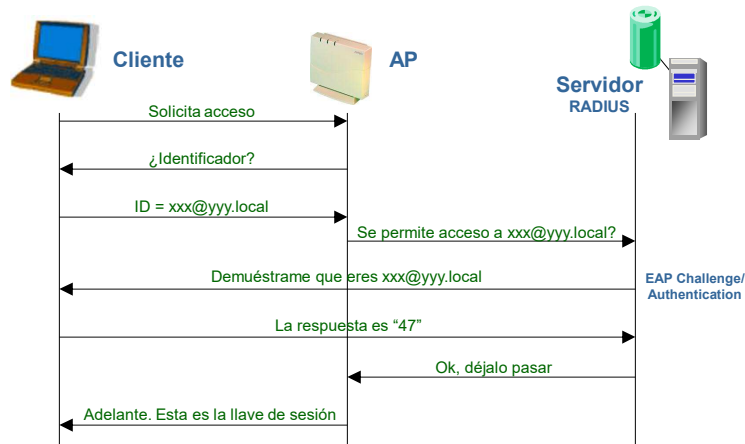 Cliente
AP
Servidor
RADIUS
Solicita acceso
¿Identificador?
ID = xxx@yyy.local
Se permite acceso a xxx@yyy.local?
Demuéstrame que eres xxx@yyy.local
EAP Challenge/
Authentication
La respuesta es “47”
Ok, déjalo pasar
Adelante. Esta es la llave de sesión